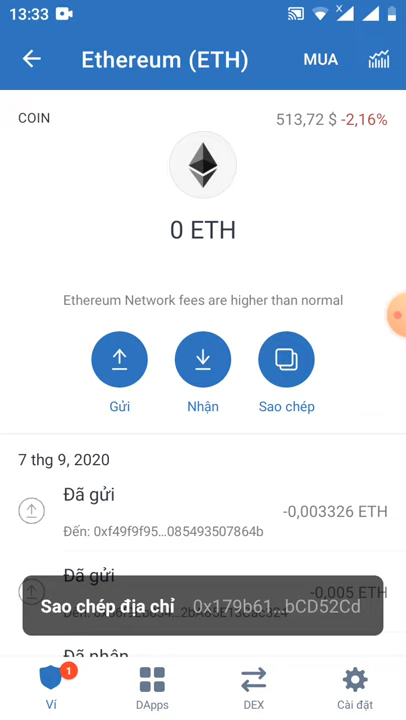 13:33
Ethereum (ETH)
MUA
COIN
513,72 $ -2,16%
0 ETH
Ethereum Network fees are higher than normal
Gửi
Nhận
Sao chép
7 thg 9, 2020
Đã gửi
-0,003326 ETH
Đến: 0xf49f9f95...085493507864b
Đã gửi
-0,005 ETH
Sao chép địa chỉ 0x179b61...bCD52Cd
Đã nhận
1
Ví
DApps
DEX
Cài đặt